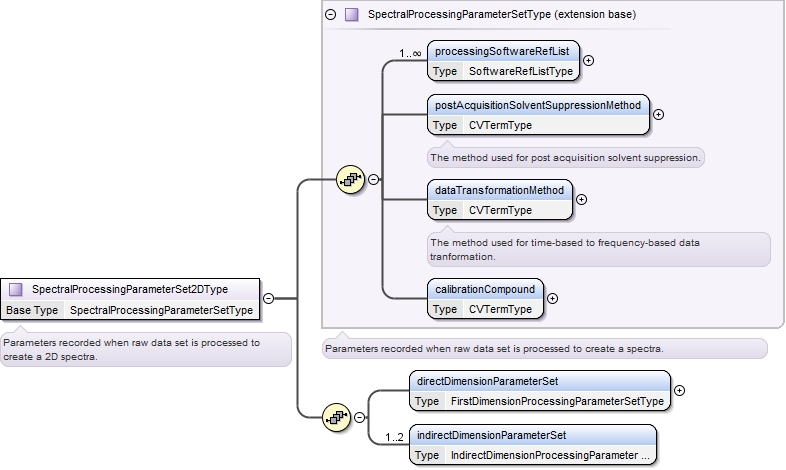 SpectralProcessingParameterSetType (extension base)
1..∞
processingSoftwareRefList
Type SoftwareRefListType
postAcquisitionSolventSuppressionMethod
Type CVTermType
The method used for post acquisition solvent suppression.
dataTransformationMethod
Type CVTermType
The method used for time-based to frequency-based data
tranformation.
calibrationCompound
Type CVTermType
SpectralProcessingParameterSet2DType
Base Type SpectralProcessingParameterSetType
Parameters recorded when raw data set is processed to
create a 2D spectra.
Parameters recorded when raw data set is processed to create a spectra.
directDimensionParameterSet
Type FirstDimensionProcessingParameterSetType
1..2
indirectDimensionParameterSet
Type IndirectDimensionProcessingParameter ...